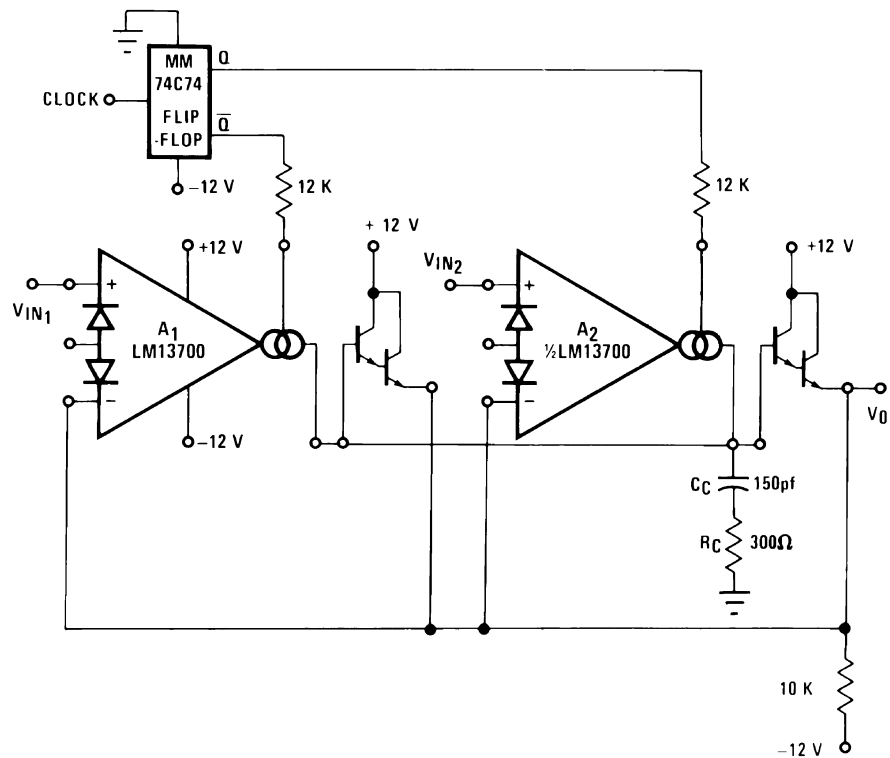 MM
74C74
FLIP
-FLOP
CLOCK
Q
Q̅
−12 V
12 K
12 K
+12 V
+ 12 V
+12 V
VIN1
+
A1
LM13700
−
−12 V
VIN2
+
A2
½LM13700
−
VO
CC
150pf
RC
300Ω
10 K
−12 V